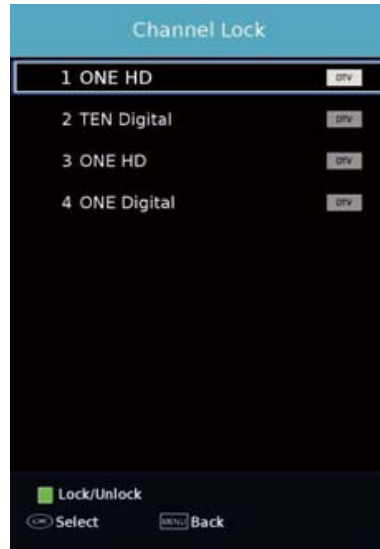 Channel Lock
1 ONE HD DTV
2 TEN Digital DTV
3 ONE HD DTV
4 ONE Digital DTV
Lock/Unlock
OK Select MENU Back